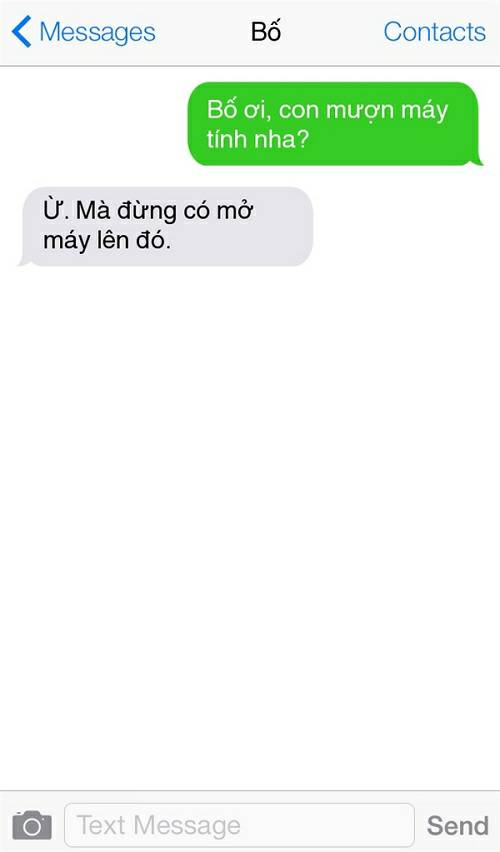 Messages Bố Contacts
Bố ơi, con mượn máy
tính nha?
Ừ. Mà đừng có mở
máy lên đó.
Text Message Send